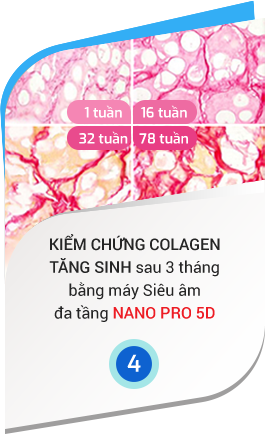 1 tuần 16 tuần
32 tuần 78 tuần
KIỂM CHỨNG COLAGEN
TĂNG SINH sau 3 tháng
bằng máy Siêu âm
đa tầng NANO PRO 5D
4